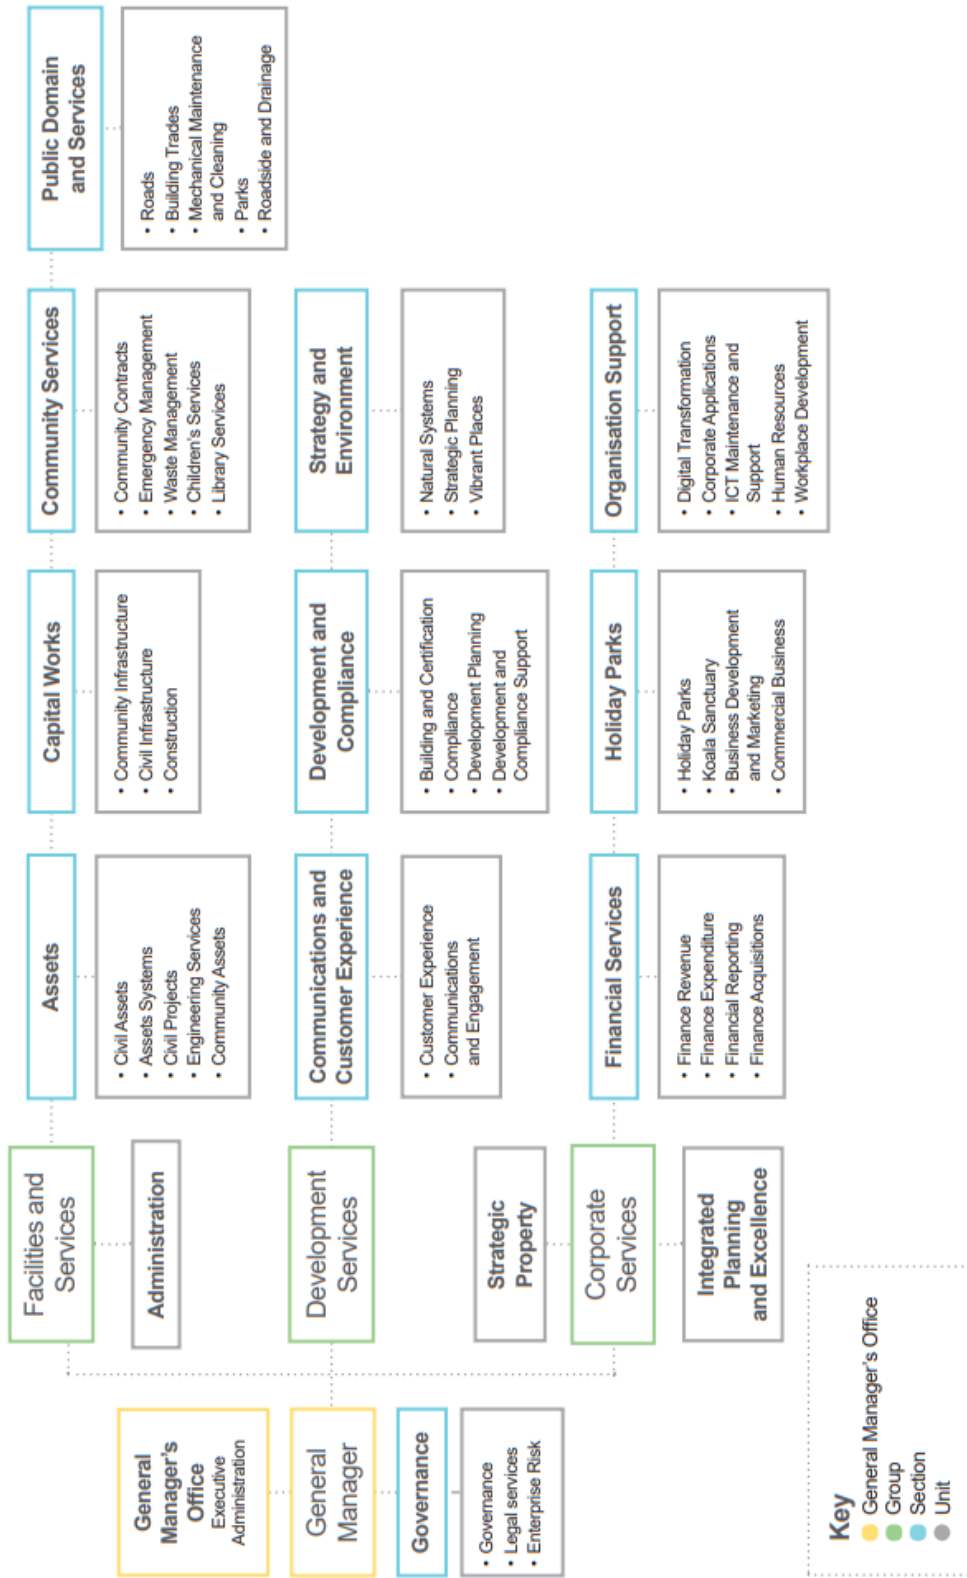 General
Manager's
Office
Executive
Administration
General
Manager
Governance
• Governance
• Legal services
• Enterprise Risk
Facilities and
Services
Administration
Assets
• Civil Assets
• Assets Systems
• Civil Projects
• Engineering Services
• Community Assets
Capital Works
• Community Infrastructure
• Civil Infrastructure
• Construction
Community Services
• Community Contracts
• Emergency Management
• Waste Management
• Children's Services
• Library Services
Public Domain
and Services
• Roads
• Building Trades
• Mechanical Maintenance
and Cleaning
• Parks
• Roadside and Drainage
Development
Services
Communications and
Customer Experience
• Customer Experience
• Communications
and Engagement
Development and
Compliance
• Building and Certification
• Compliance
• Development Planning
• Development and
Compliance Support
Strategy and
Environment
• Natural Systems
• Strategic Planning
• Vibrant Places
Strategic
Property
Corporate
Services
Integrated
Planning
and Excellence
Financial Services
• Finance Revenue
• Finance Expenditure
• Financial Reporting
• Finance Acquisitions
Holiday Parks
• Holiday Parks
• Koala Sanctuary
• Business Development
and Marketing
• Commercial Business
Organisation Support
• Digital Transformation
• Corporate Applications
• ICT Maintenance and
Support
• Human Resources
• Workplace Development
Key
General Manager's Office
Group
Section
Unit